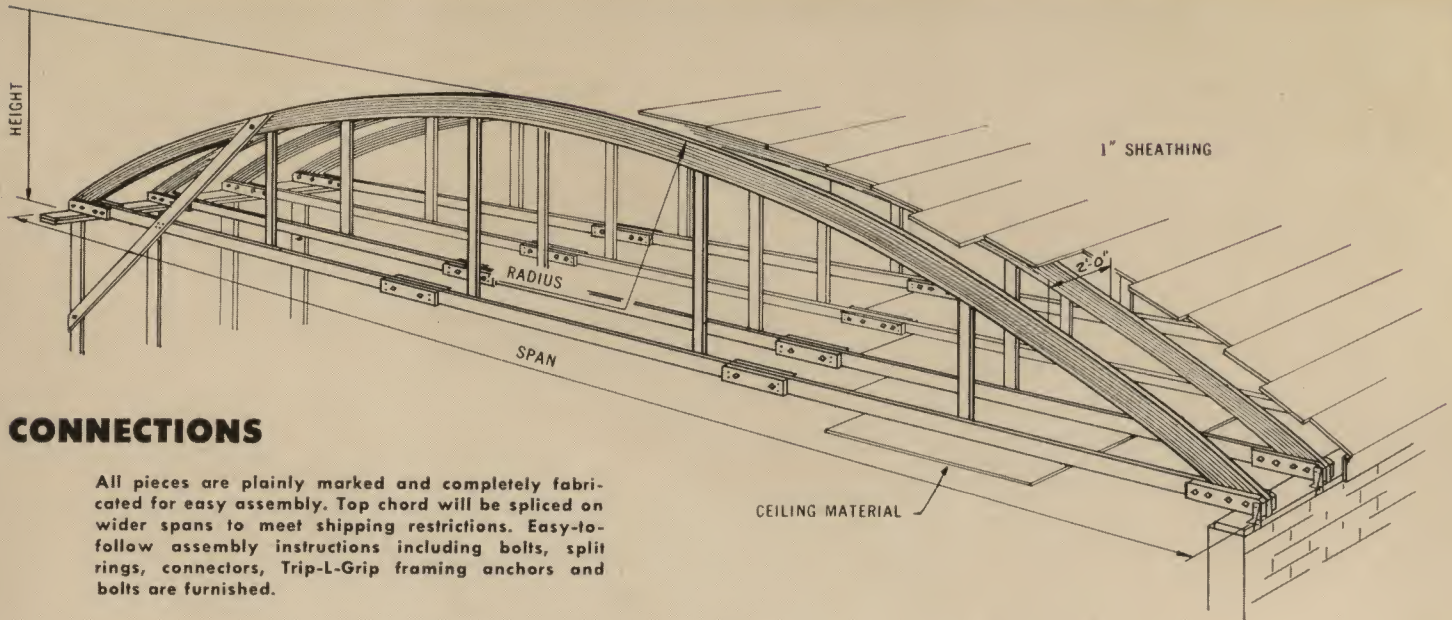 HEIGHT
1" SHEATHING
2'-0"
RADIUS
SPAN
CONNECTIONS
All pieces are plainly marked and completely fabri-
cated for easy assembly. Top chord will be spliced on
wider spans to meet shipping restrictions. Easy-to-
follow assembly instructions including bolts, split
rings, connectors, Trip-L-Grip framing anchors and
bolts are furnished.
CEILING MATERIAL